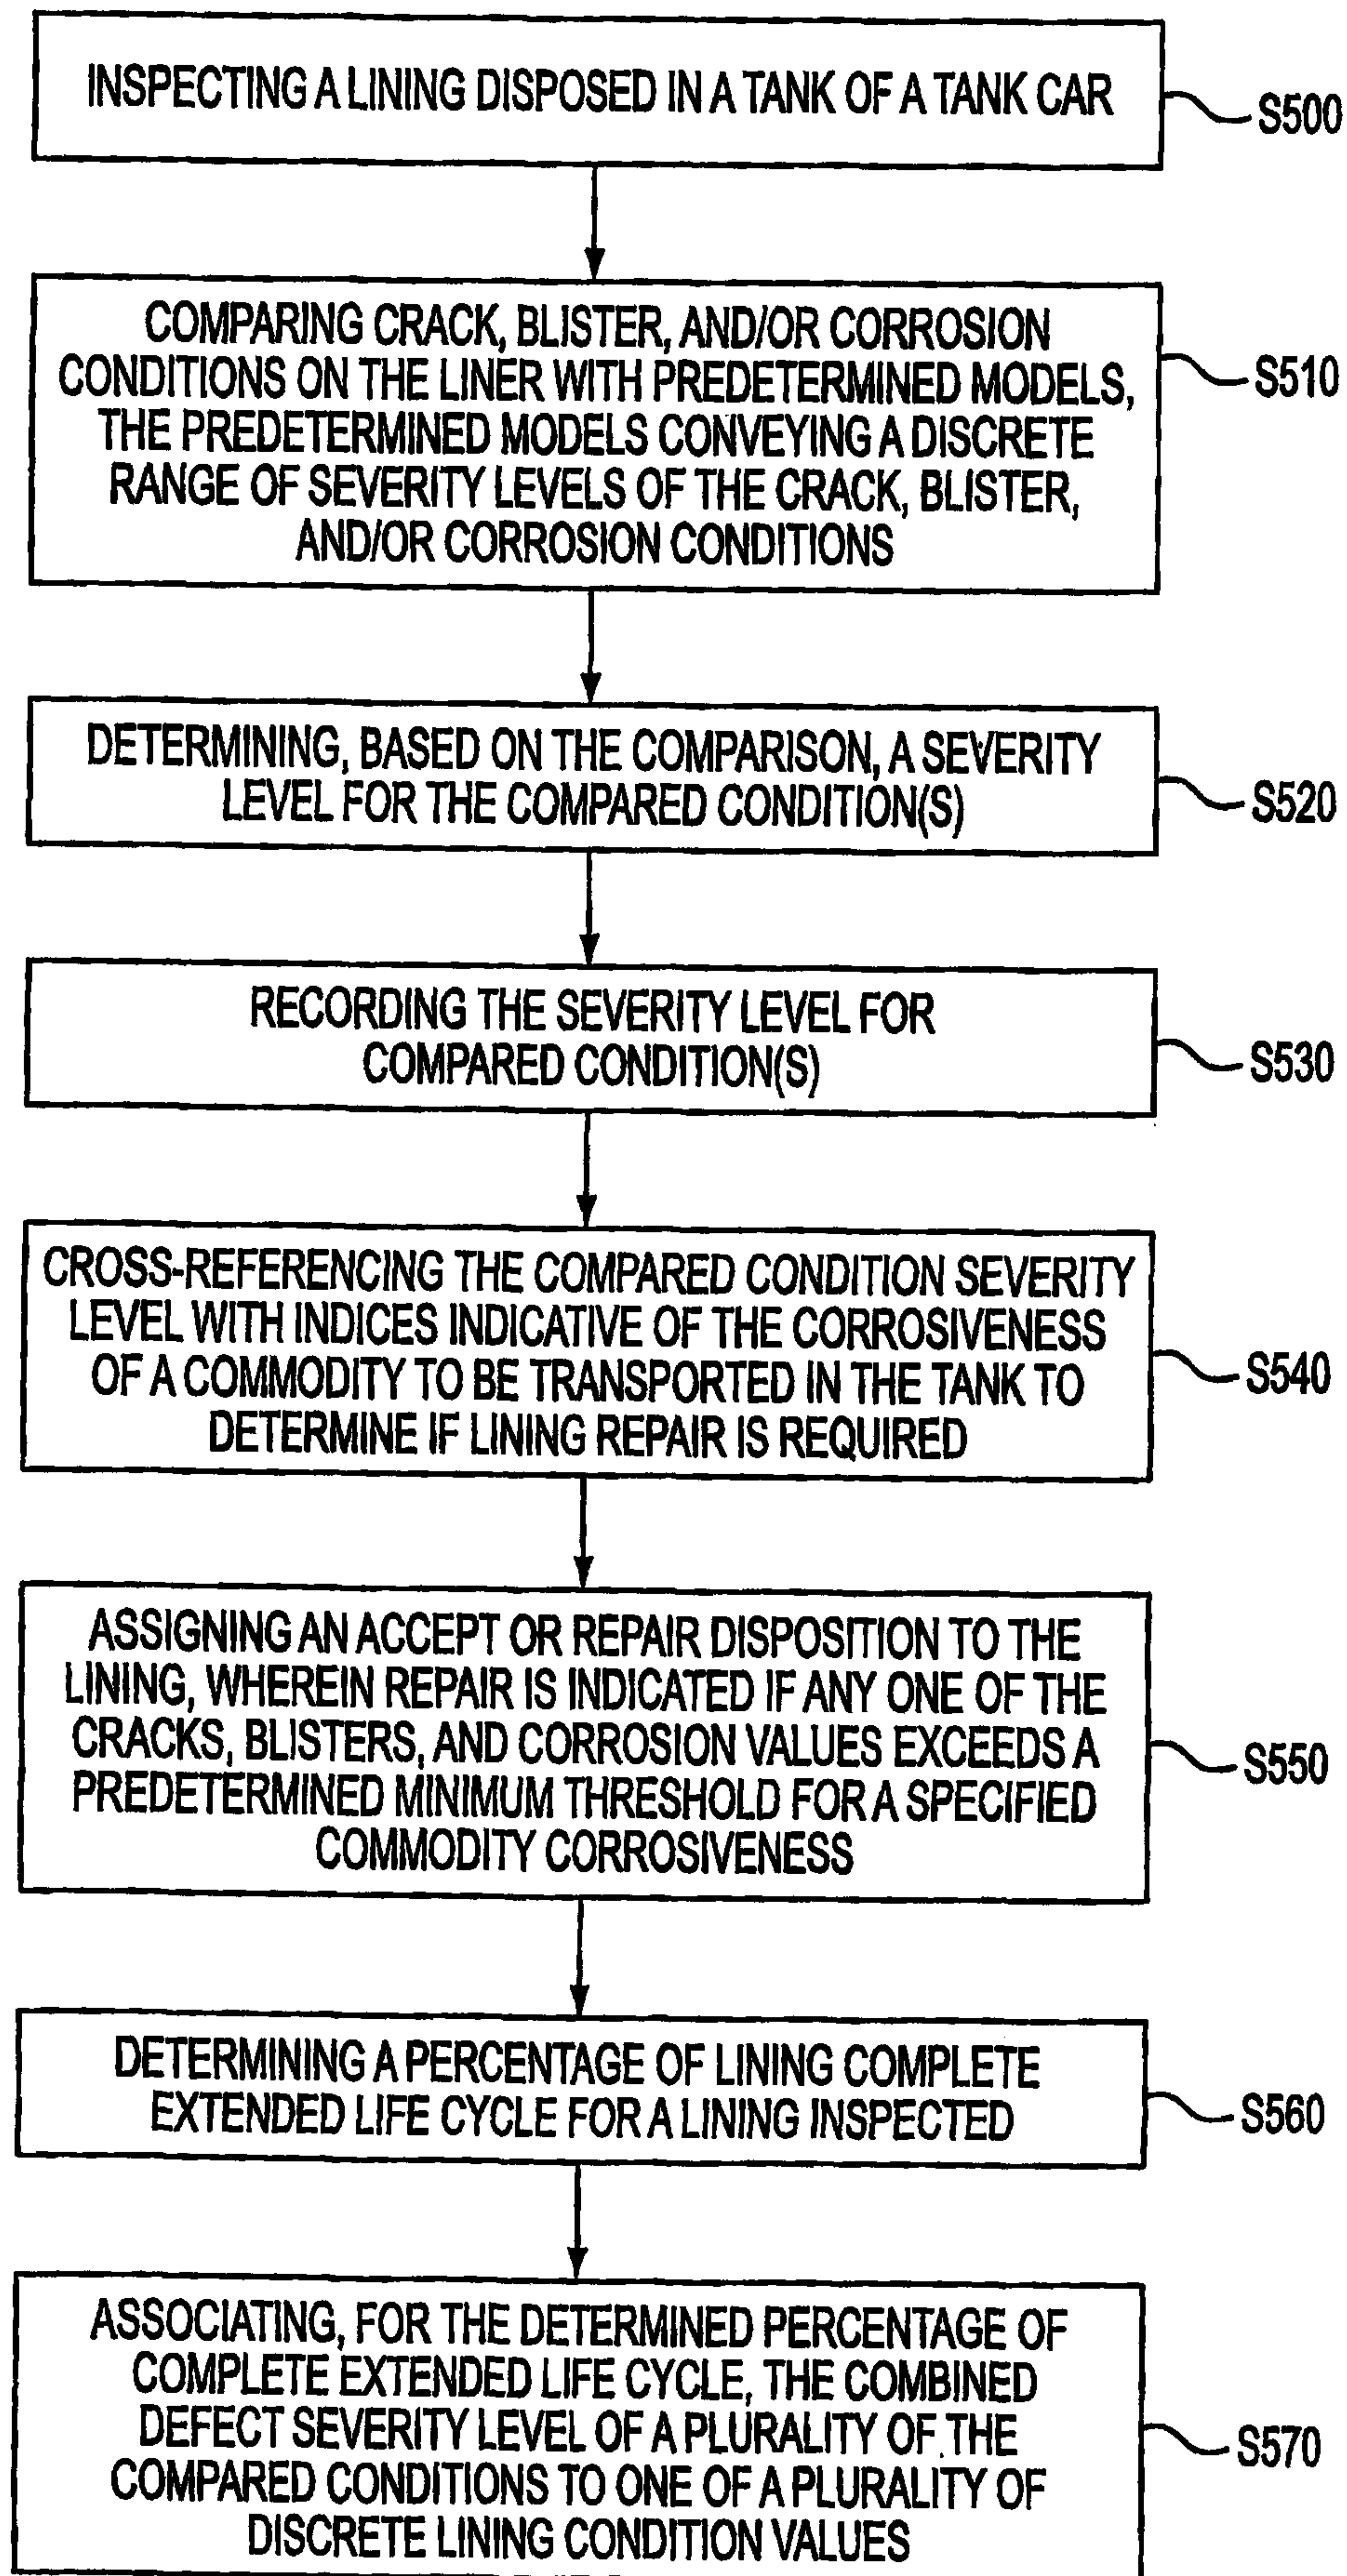 INSPECTING A LINING DISPOSED IN A TANK OF A TANK CAR
S500
COMPARING CRACK, BLISTER, AND/OR CORROSION
CONDITIONS ON THE LINER WITH PREDETERMINED MODELS,
THE PREDETERMINED MODELS CONVEYING A DISCRETE
RANGE OF SEVERITY LEVELS OF THE CRACK, BLISTER,
AND/OR CORROSION CONDITIONS
S510
DETERMINING, BASED ON THE COMPARISON, A SEVERITY
LEVEL FOR THE COMPARED CONDITION(S)
S520
RECORDING THE SEVERITY LEVEL FOR
COMPARED CONDITION(S)
S530
CROSS-REFERENCING THE COMPARED CONDITION SEVERITY
LEVEL WITH INDICES INDICATIVE OF THE CORROSIVENESS
OF A COMMODITY TO BE TRANSPORTED IN THE TANK TO
DETERMINE IF LINING REPAIR IS REQUIRED
S540
ASSIGNING AN ACCEPT OR REPAIR DISPOSITION TO THE
LINING, WHEREIN REPAIR IS INDICATED IF ANY ONE OF THE
CRACKS, BLISTERS, AND CORROSION VALUES EXCEEDS A
PREDETERMINED MINIMUM THRESHOLD FOR A SPECIFIED
COMMODITY CORROSIVENESS
S550
DETERMINING A PERCENTAGE OF LINING COMPLETE
EXTENDED LIFE CYCLE FOR A LINING INSPECTED
S560
ASSOCIATING, FOR THE DETERMINED PERCENTAGE OF
COMPLETE EXTENDED LIFE CYCLE, THE COMBINED
DEFECT SEVERITY LEVEL OF A PLURALITY OF THE
COMPARED CONDITIONS TO ONE OF A PLURALITY OF
DISCRETE LINING CONDITION VALUES
S570